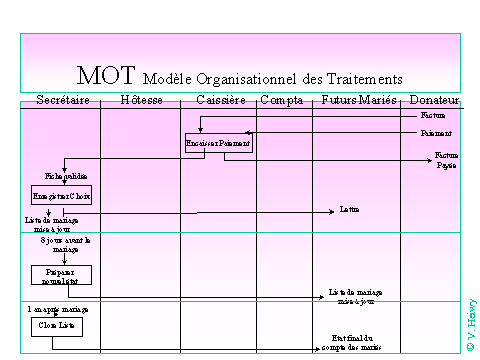 MOT Modèle Organisationnel des Traitements
Secrétaire Hôtesse Caissière Compta Futurs Mariés Donateur
Facture
Paiement
Encaisser Paiement
Facture
Payée
Fiche validée
Enregistrer Choix
Lettre
Liste de mariage
mise à jour
8 jours avant le
mariage
Préparer
nouvel état
Liste de mariage
mise à jour
1 an après mariage
Clore Liste
Etat final du
compte des mariés
© V. Heiwy